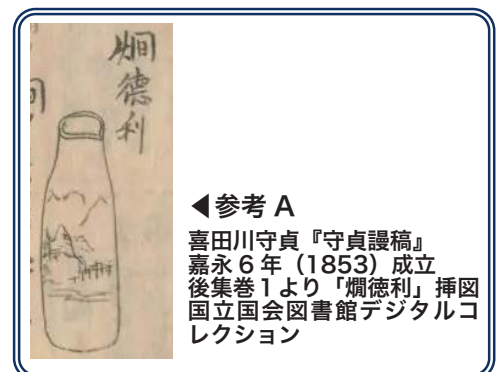 燗徳利
◀参考 A
喜田川守貞『守貞謾稿』
嘉永 6 年（1853）成立
後集巻 1 より「燗徳利」挿図
国立国会図書館デジタルコ
レクション